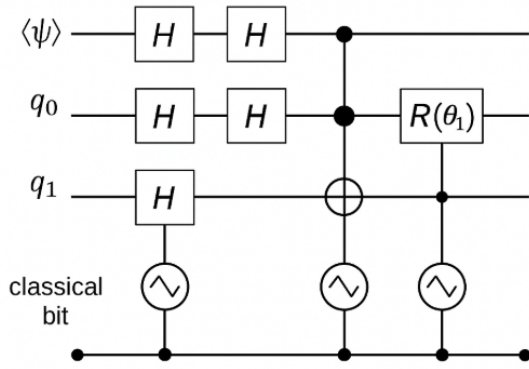 ⟨ψ⟩ H H
q₀ H H R(θ₁)
q₁ H
classical
bit